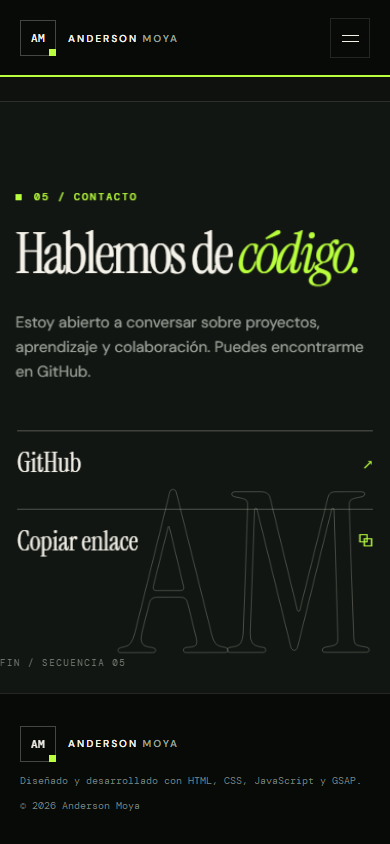 AM ANDERSON MOYA
05 / CONTACTO
Hablemos de código.
Estoy abierto a conversar sobre proyectos,
aprendizaje y colaboración. Puedes encontrarme
en GitHub.
GitHub ↗
Copiar enlace
AM
FIN / SECUENCIA 05
AM ANDERSON MOYA
Diseñado y desarrollado con HTML, CSS, JavaScript y GSAP.
© 2026 Anderson Moya